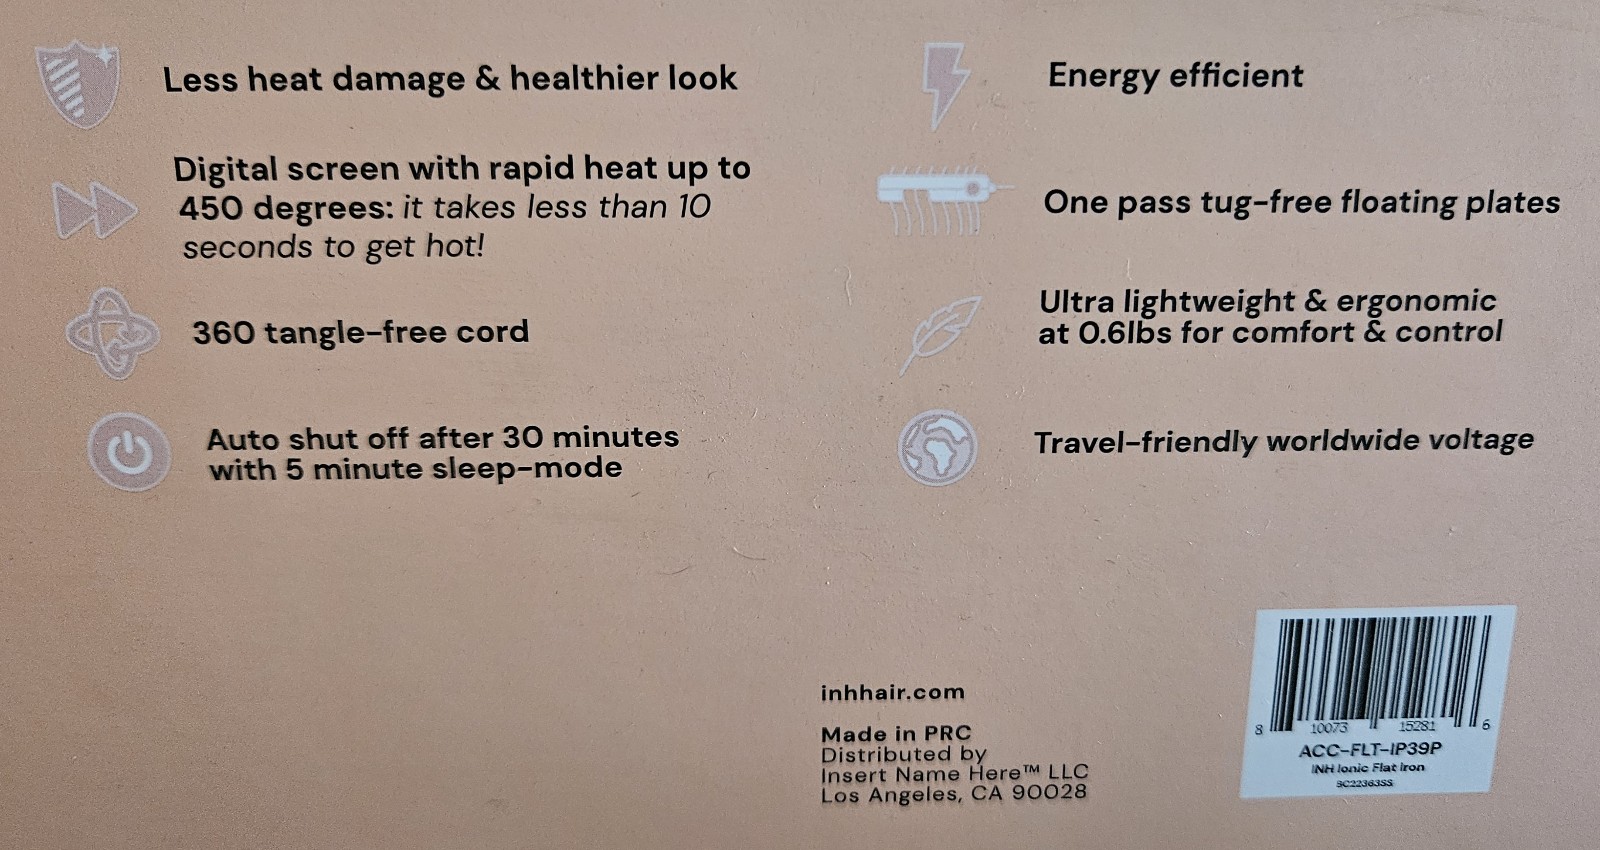 Less heat damage & healthier look
Digital screen with rapid heat up to
450 degrees: it takes less than 10
seconds to get hot!
360 tangle-free cord
Auto shut off after 30 minutes
with 5 minute sleep-mode
Energy efficient
One pass tug-free floating plates
Ultra lightweight & ergonomic
at 0.6lbs for comfort & control
Travel-friendly worldwide voltage
inhhair.com
Made in PRC
Distributed by
Insert Name Here™ LLC
Los Angeles, CA 90028
8 10073 15281 6
ACC-FLT-IP39P
INH Ionic Flat Iron
SC22363SS